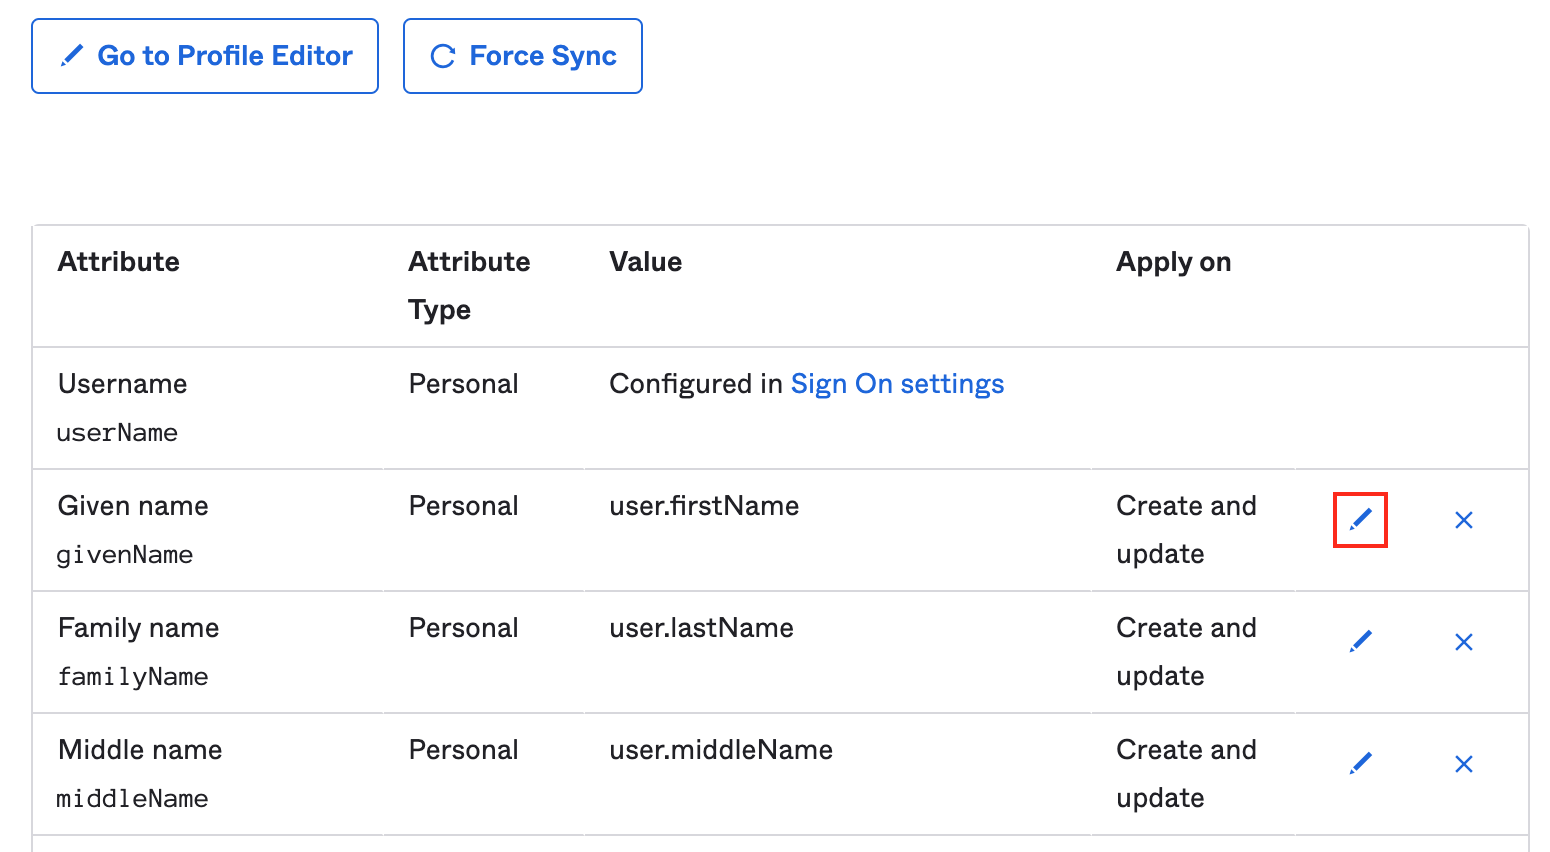 Go to Profile Editor Force Sync
Attribute Attribute Type Value Apply on
Username Personal Configured in Sign On settings
userName
Given name Personal user.firstName Create and update
givenName
Family name Personal user.lastName Create and update
familyName
Middle name Personal user.middleName Create and update
middleName